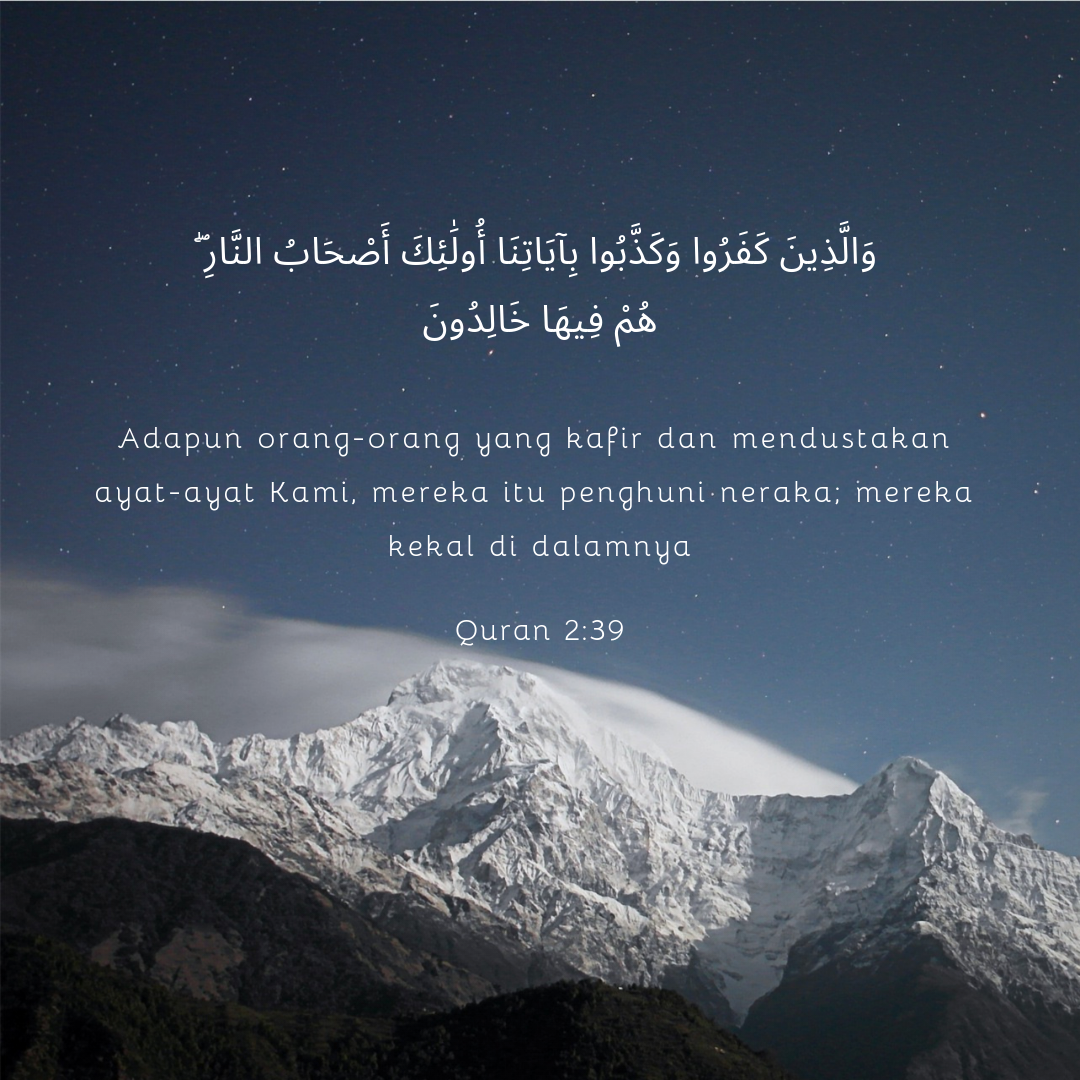 وَالَّذِينَ كَفَرُوا وَكَذَّبُوا بِآيَاتِنَا أُولَٰئِكَ أَصْحَابُ النَّارِ ۖ
هُمْ فِيهَا خَالِدُونَ
Adapun orang-orang yang kafir dan mendustakan
ayat-ayat Kami, mereka itu penghuni neraka; mereka
kekal di dalamnya
Quran 2:39